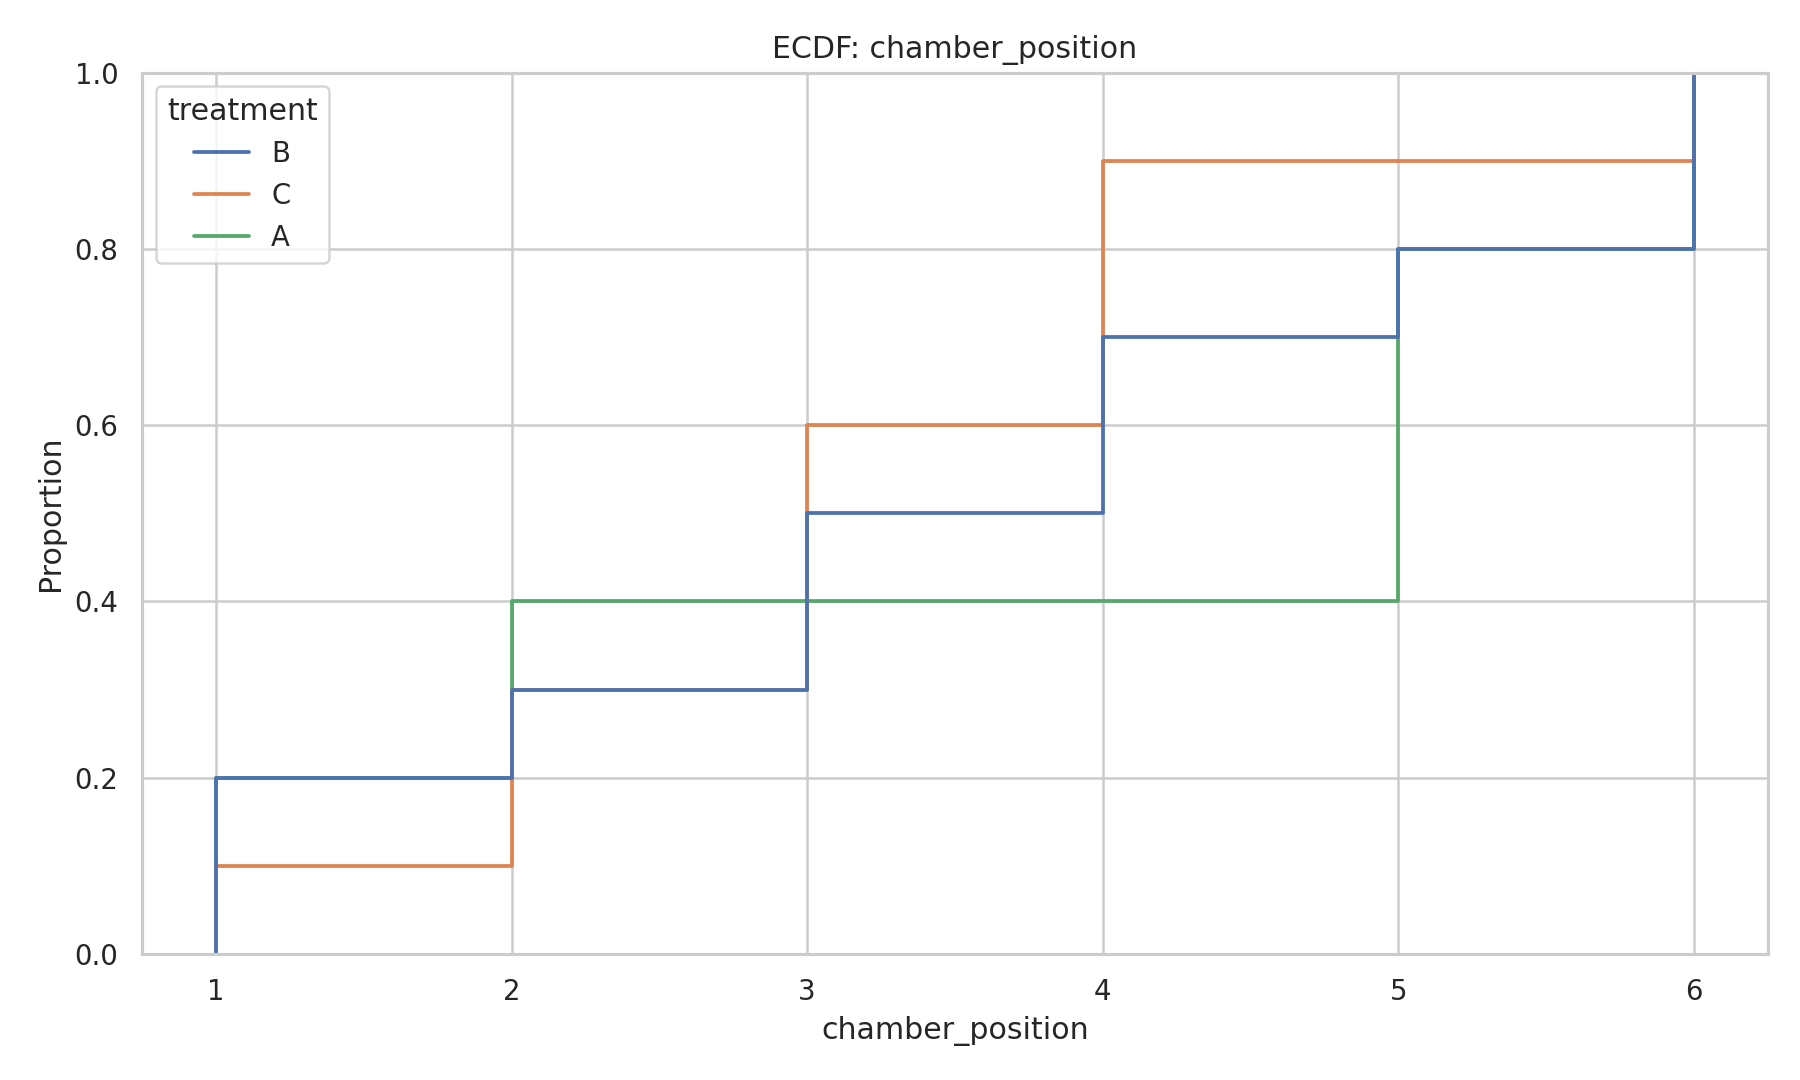 ECDF: chamber_position
1.0
0.8
0.6
0.4
0.2
0.0
Proportion
treatment
B
C
A
1 2 3 4 5 6
chamber_position